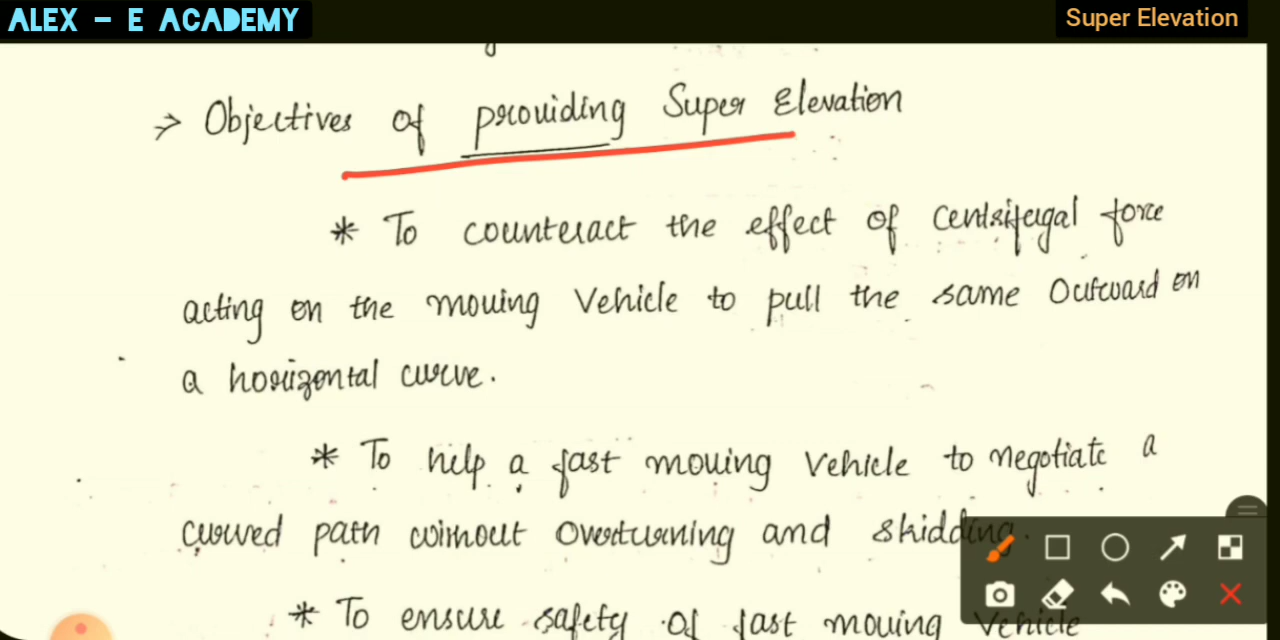 ALEX - E ACADEMY
Super Elevation
→ Objectives of providing Super Elevation
* To counteract the effect of centrifugal force
acting on the moving Vehicle to pull the same Outward on
a horizontal curve.
* To help a fast moving Vehicle to negotiate a
curved path without Overturning and skidding.
* To ensure safety of fast moving Vehicle